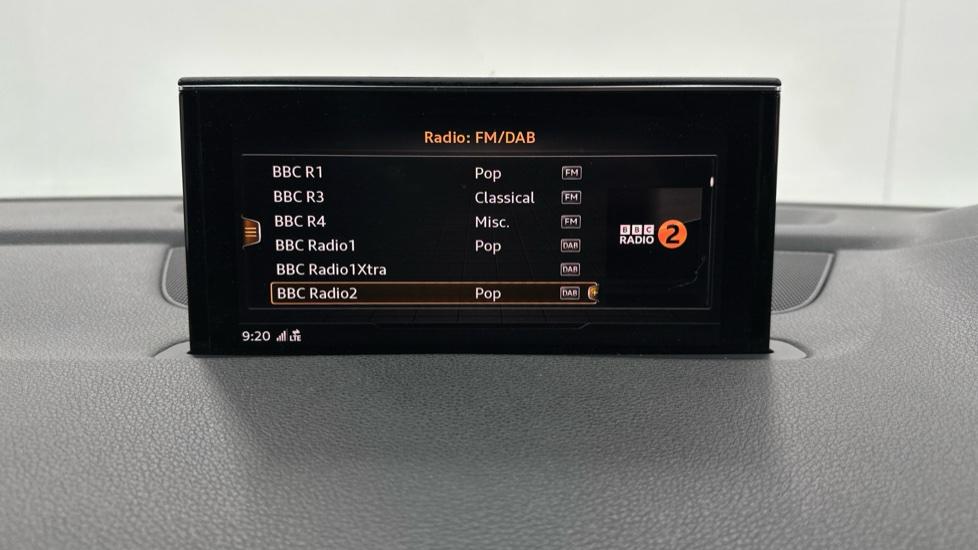 Radio: FM/DAB
BBC R1 Pop FM
BBC R3 Classical FM
BBC R4 Misc. FM
BBC Radio1 Pop DAB
BBC Radio1Xtra DAB
BBC Radio2 Pop DAB
BBC
RADIO 2
9:20 LTE